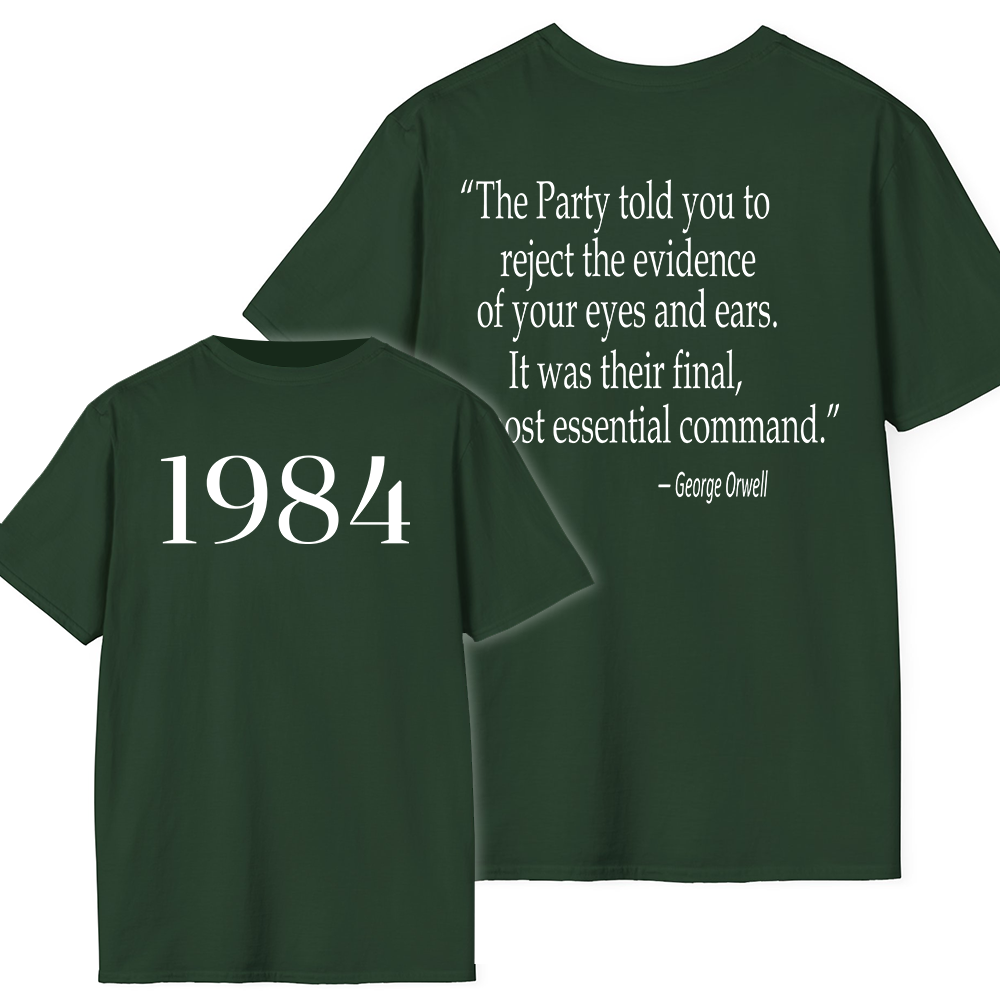 1984
“The Party told you to
reject the evidence
of your eyes and ears.
It was their final,
ost essential command.”
– George Orwell